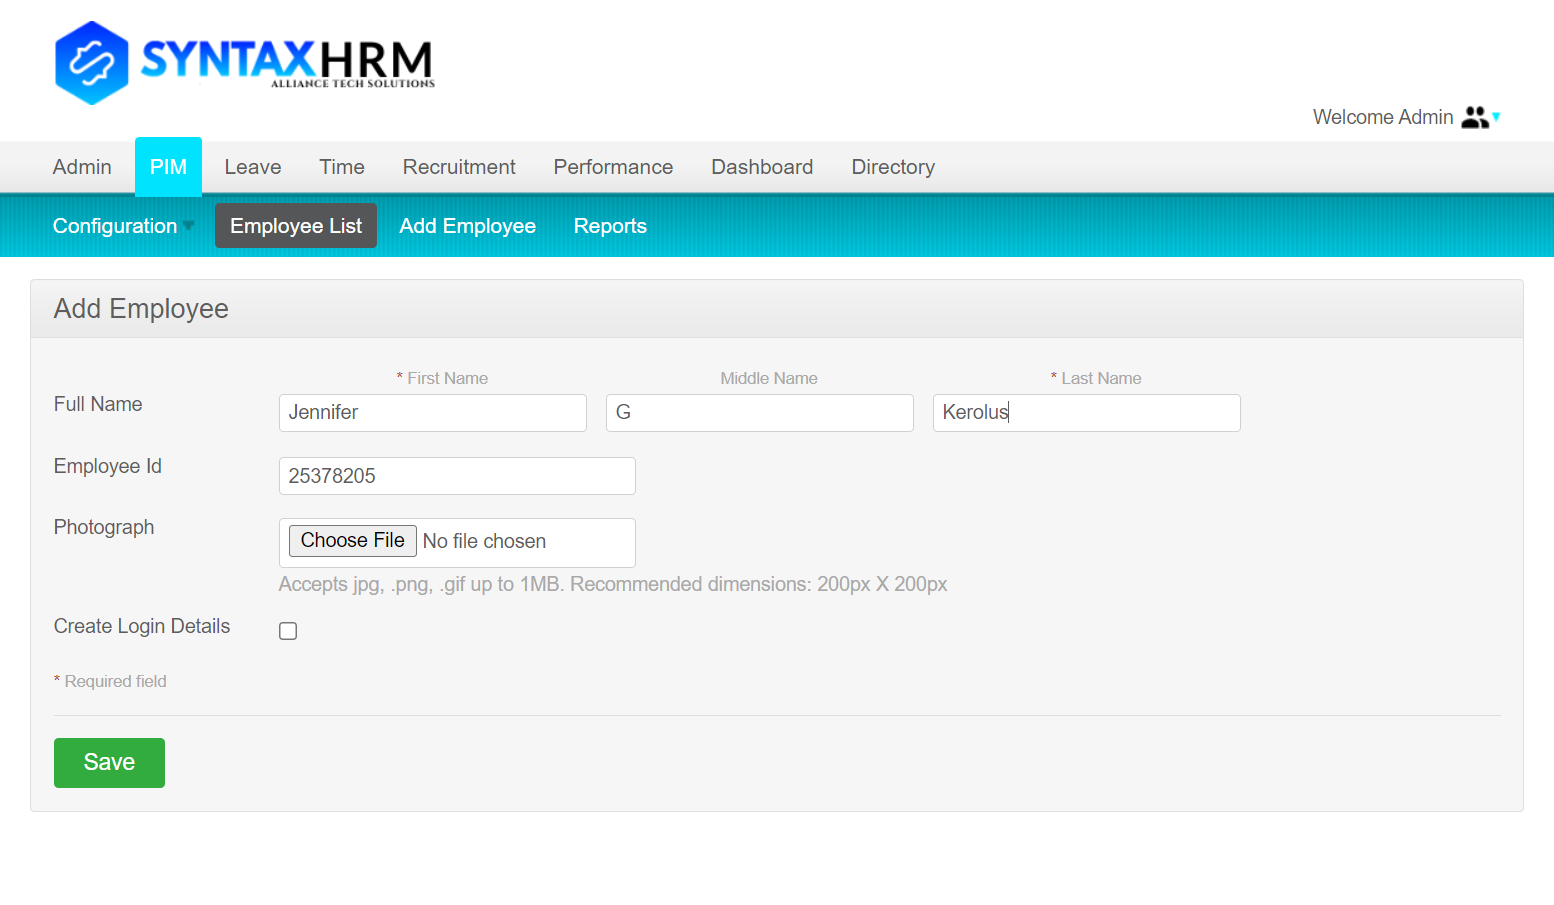 SYNTAXHRM
ALLIANCE TECH SOLUTIONS
Welcome Admin
Admin PIM Leave Time Recruitment Performance Dashboard Directory
Configuration Employee List Add Employee Reports
Add Employee
* First Name Middle Name * Last Name
Full Name Jennifer G Kerolus
Employee Id 25378205
Photograph Choose File No file chosen
Accepts jpg, .png, .gif up to 1MB. Recommended dimensions: 200px X 200px
Create Login Details
* Required field
Save